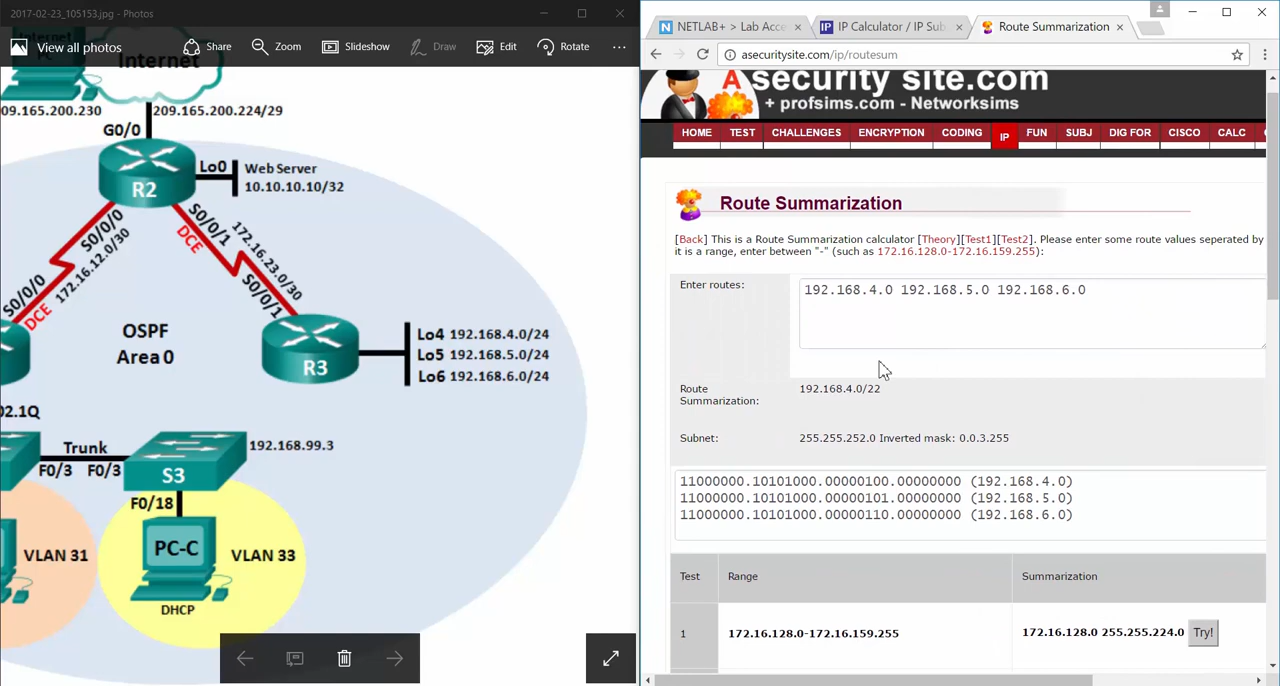 2017-02-23_105153.jpg - Photos
View all photos
Share
Zoom
Slideshow
Draw
Edit
Rotate
PC
Internet
09.165.200.230
209.165.200.224/29
G0/0
R2
Lo0
Web Server
10.10.10.10/32
S0/0/0
172.16.12.0/30
S0/0/0
DCE
S0/0/1
DCE
172.16.23.0/30
S0/0/1
OSPF
Area 0
R3
Lo4 192.168.4.0/24
Lo5 192.168.5.0/24
Lo6 192.168.6.0/24
02.1Q
Trunk
F0/3 F0/3
S3
192.168.99.3
F0/18
VLAN 31
PC-C
VLAN 33
DHCP
NETLAB+ > Lab Acce
IP Calculator / IP Sub
Route Summarization
asecuritysite.com/ip/routesum
Asecurity site.com
+ profsims.com - Networksims
HOME TEST CHALLENGES ENCRYPTION CODING IP FUN SUBJ DIG FOR CISCO CALC
Route Summarization
[Back] This is a Route Summarization calculator [Theory][Test1][Test2]. Please enter some route values seperated by
it is a range, enter between "-" (such as 172.16.128.0-172.16.159.255):
Enter routes:
192.168.4.0 192.168.5.0 192.168.6.0
Route
Summarization:
192.168.4.0/22
Subnet:
255.255.252.0 Inverted mask: 0.0.3.255
11000000.10101000.00000100.00000000 (192.168.4.0)
11000000.10101000.00000101.00000000 (192.168.5.0)
11000000.10101000.00000110.00000000 (192.168.6.0)
Test Range Summarization
1 172.16.128.0-172.16.159.255 172.16.128.0 255.255.224.0 Try!